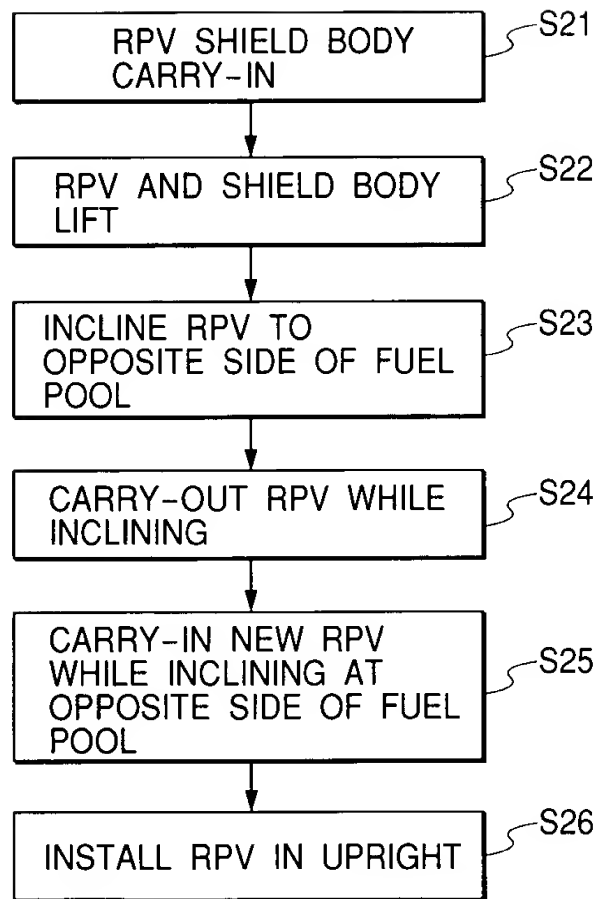 RPV SHIELD BODY
CARRY-IN
S21
RPV AND SHIELD BODY
LIFT
S22
INCLINE RPV TO
OPPOSITE SIDE OF FUEL
POOL
S23
CARRY-OUT RPV WHILE
INCLINING
S24
CARRY-IN NEW RPV
WHILE INCLINING AT
OPPOSITE SIDE OF FUEL
POOL
S25
INSTALL RPV IN UPRIGHT
S26